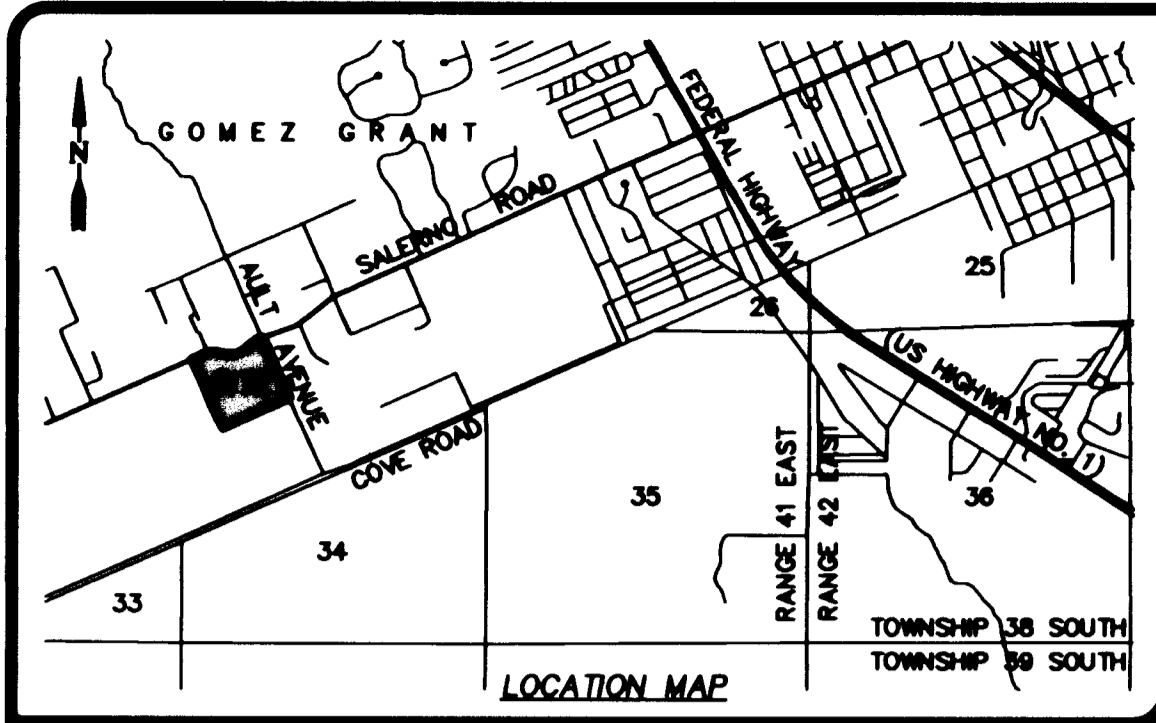 GOMEZ GRANT
N
FEDERAL HIGHWAY
SALERNO ROAD
AULT AVENUE
25
26
(US HIGHWAY NO. 1)
COVE ROAD
35
36
34
33
RANGE 41 EAST
RANGE 42 EAST
TOWNSHIP 38 SOUTH
TOWNSHIP 39 SOUTH
LOCATION MAP